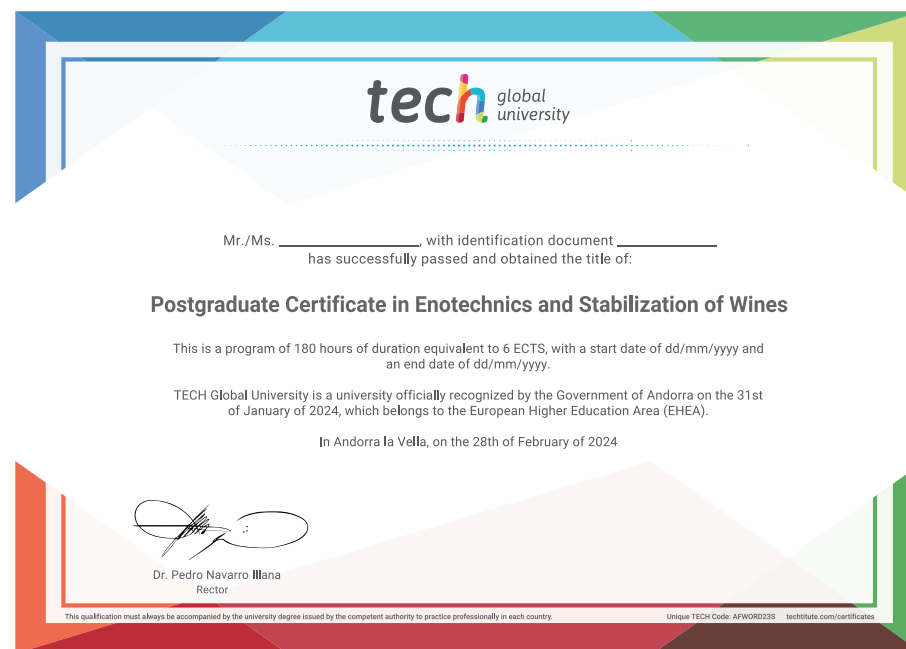 tech global university
Mr./Ms. ____________________, with identification document ______________
has successfully passed and obtained the title of:
Postgraduate Certificate in Enotechnics and Stabilization of Wines
This is a program of 180 hours of duration equivalent to 6 ECTS, with a start date of dd/mm/yyyy and
an end date of dd/mm/yyyy.
TECH Global University is a university officially recognized by the Government of Andorra on the 31st
of January of 2024, which belongs to the European Higher Education Area (EHEA).
In Andorra la Vella, on the 28th of February of 2024
Dr. Pedro Navarro Illana
Rector
This qualification must always be accompanied by the university degree issued by the competent authority to practice professionally in each country.
Unique TECH Code: AFWORD23S techtitute.com/certificates